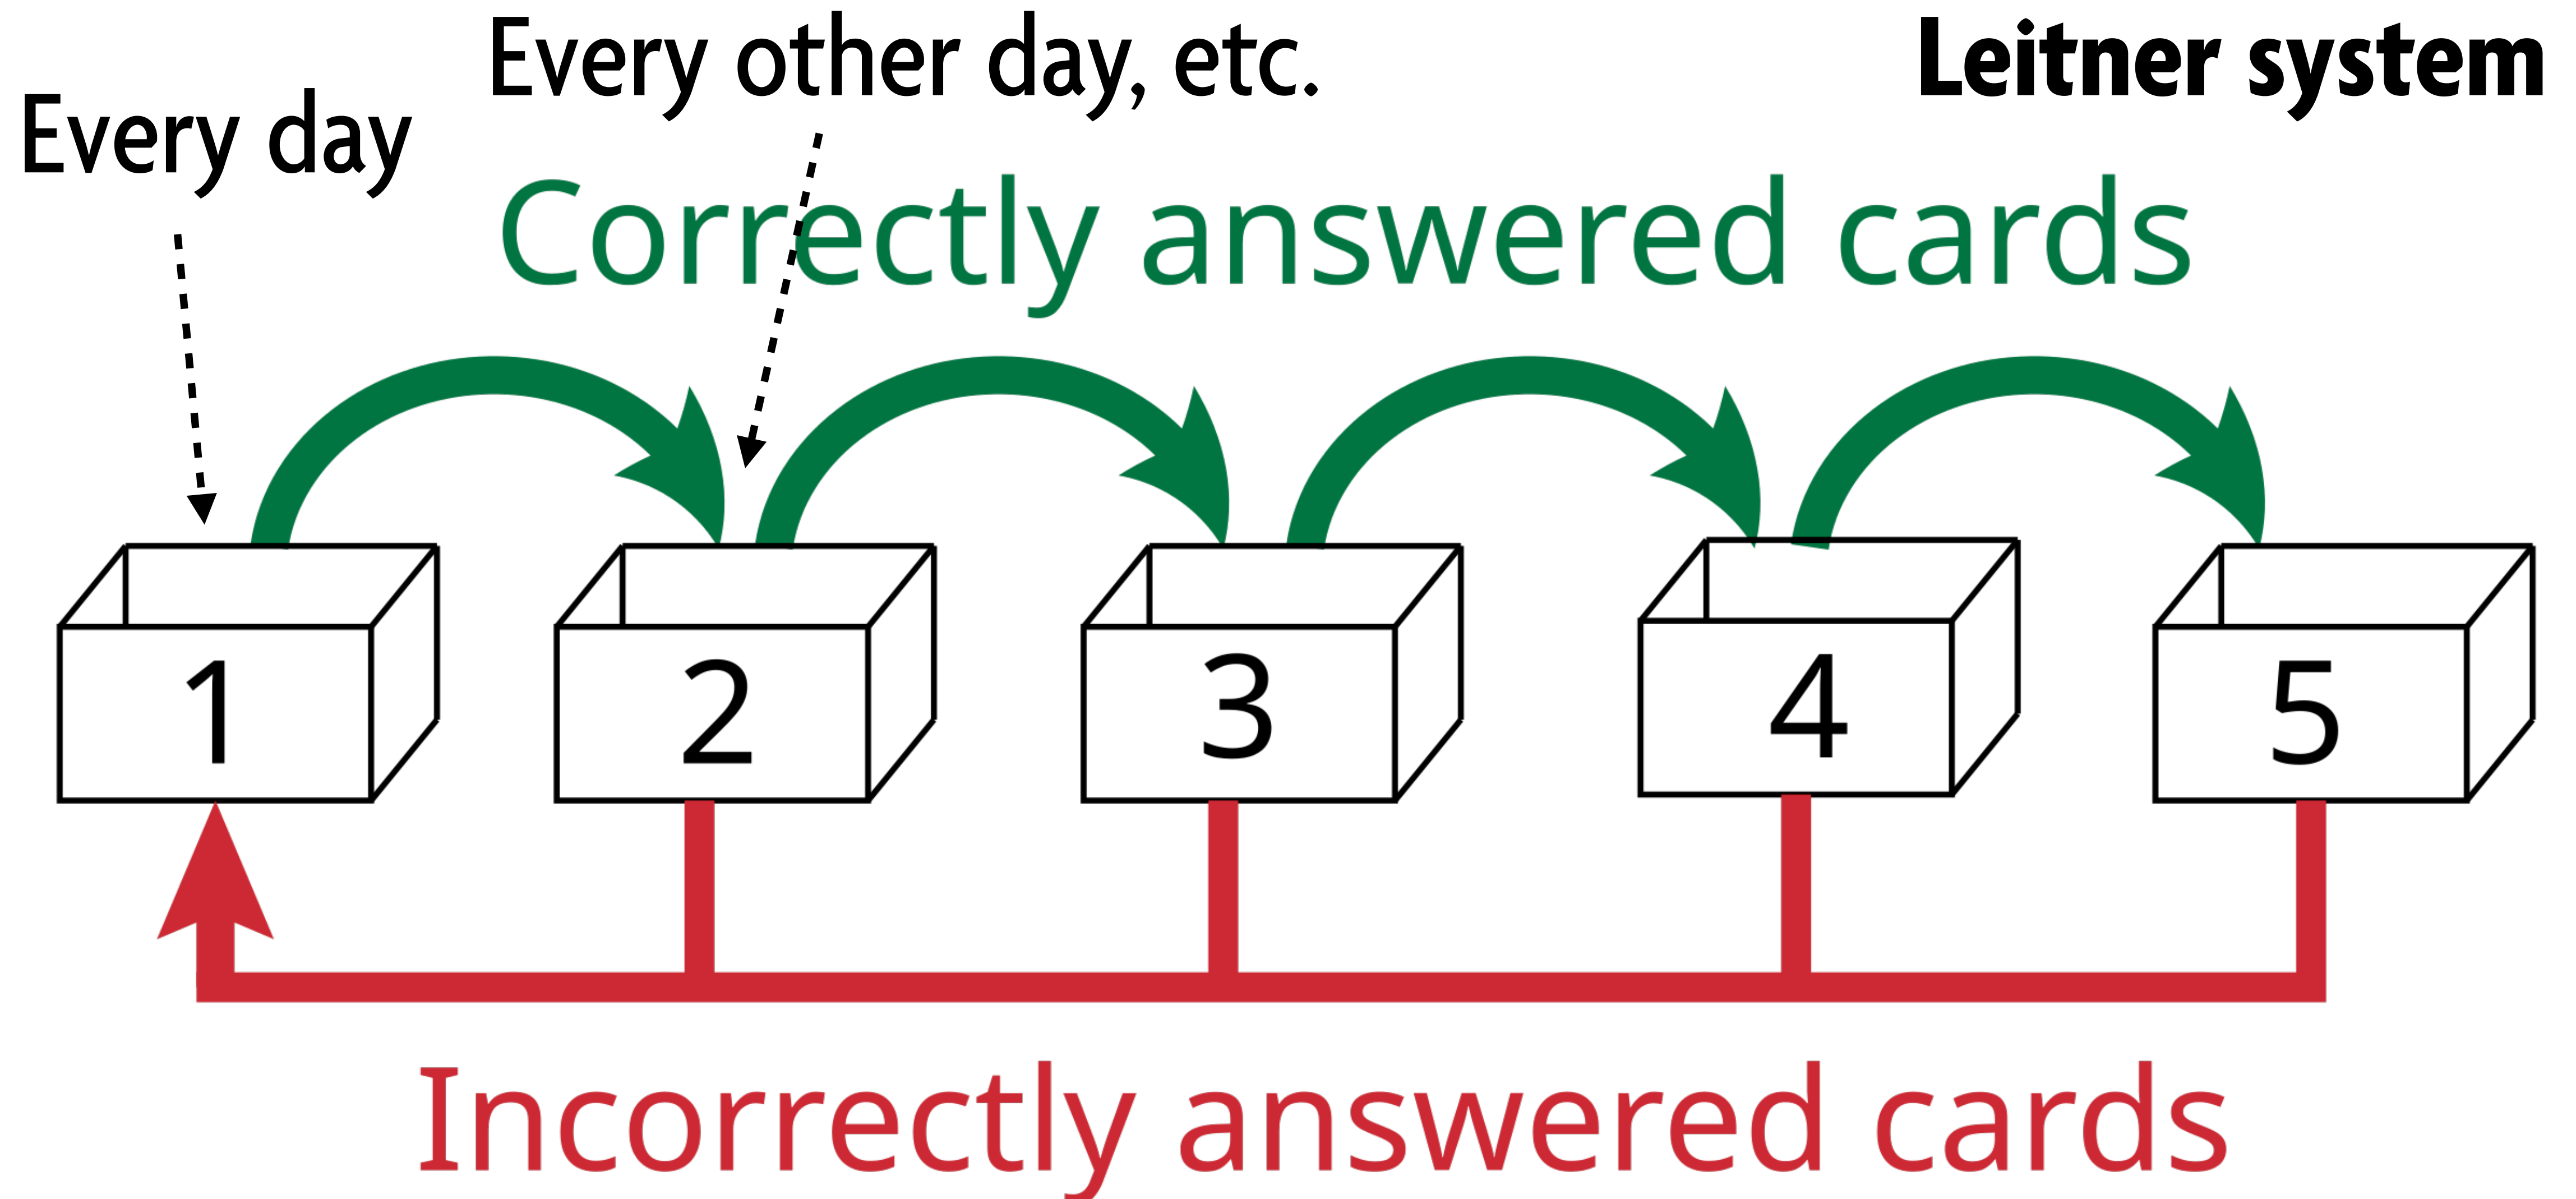 Every other day, etc.
Leitner system
Every day
Correctly answered cards
1
2
3
4
5
Incorrectly answered cards